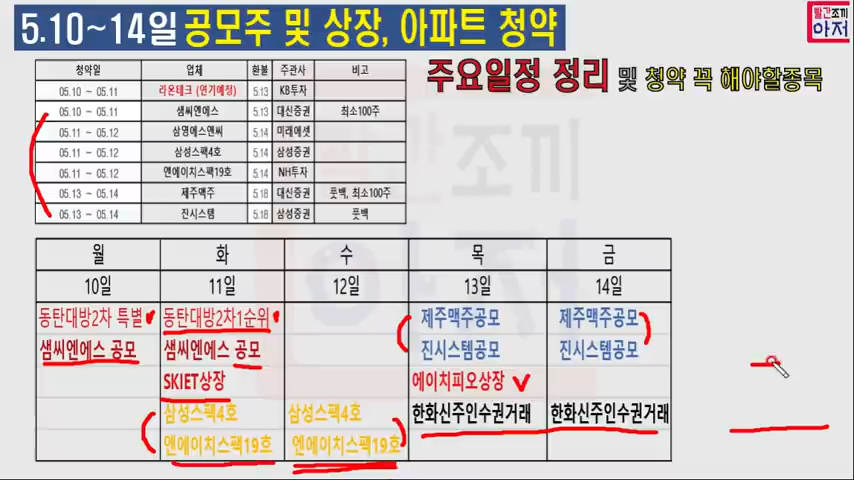 5.10~14일 공모주 및 상장, 아파트 청약
빨간조끼
아저
주요일정 정리 및 청약 꼭 해야할종목
청약일 업체 환불 주관사 비고
05.10 ~ 05.11 라온테크 (연기예정) 5.13 KB투자
05.10 ~ 05.11 샘씨엔에스 5.13 대신증권 최소100주
05.11 ~ 05.12 삼영에스앤씨 5.14 미래에셋
05.11 ~ 05.12 삼성스팩4호 5.14 삼성증권
05.11 ~ 05.12 엔에이치스팩19호 5.14 NH투자
05.13 ~ 05.14 제주맥주 5.18 대신증권 풋백, 최소100주
05.13 ~ 05.14 진시스템 5.18 삼성증권 풋백
월 화 수 목 금
10일 11일 12일 13일 14일
동탄대방2차 특별 동탄대방2차1순위 제주맥주공모 제주맥주공모
샘씨엔에스 공모 샘씨엔에스 공모 진시스템공모 진시스템공모
SKIET상장 에이치피오상장
삼성스팩4호 삼성스팩4호 한화신주인수권거래 한화신주인수권거래
엔에이치스팩19호 엔에이치스팩19호
빨간조끼
아저